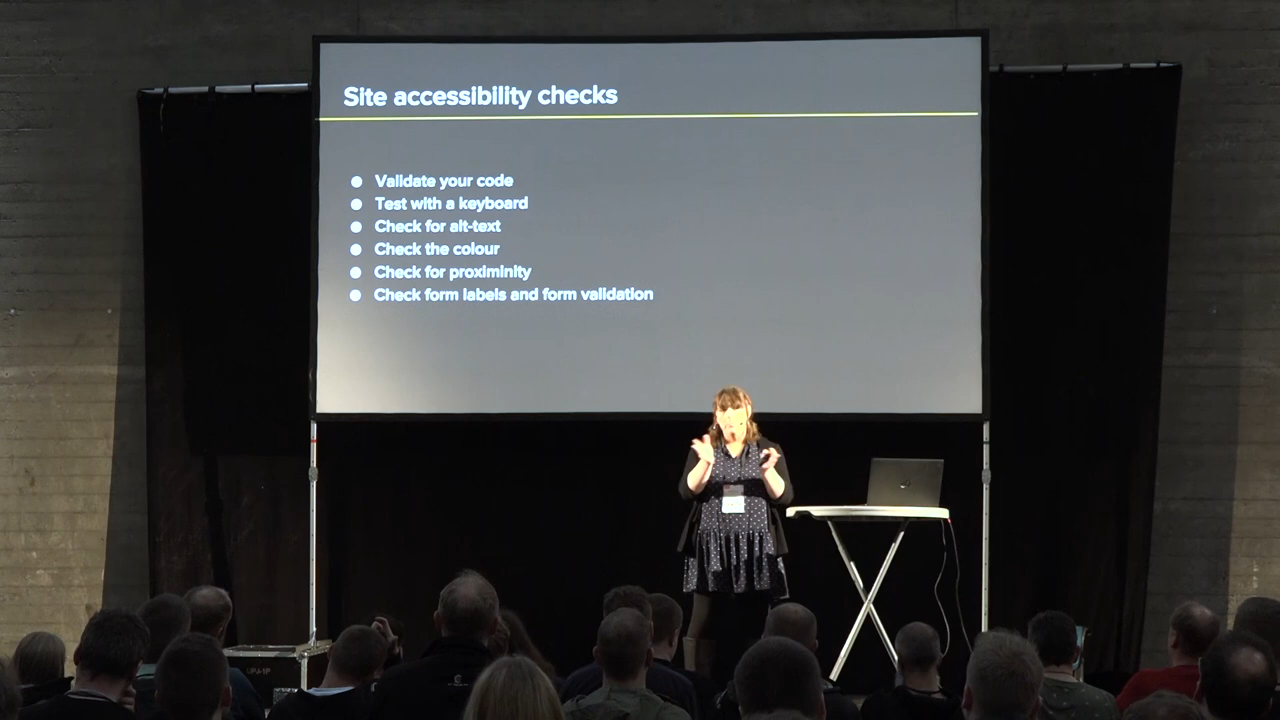 Site accessibility checks
● Validate your code
● Test with a keyboard
● Check for alt-text
● Check the colour
● Check for proximinity
● Check form labels and form validation